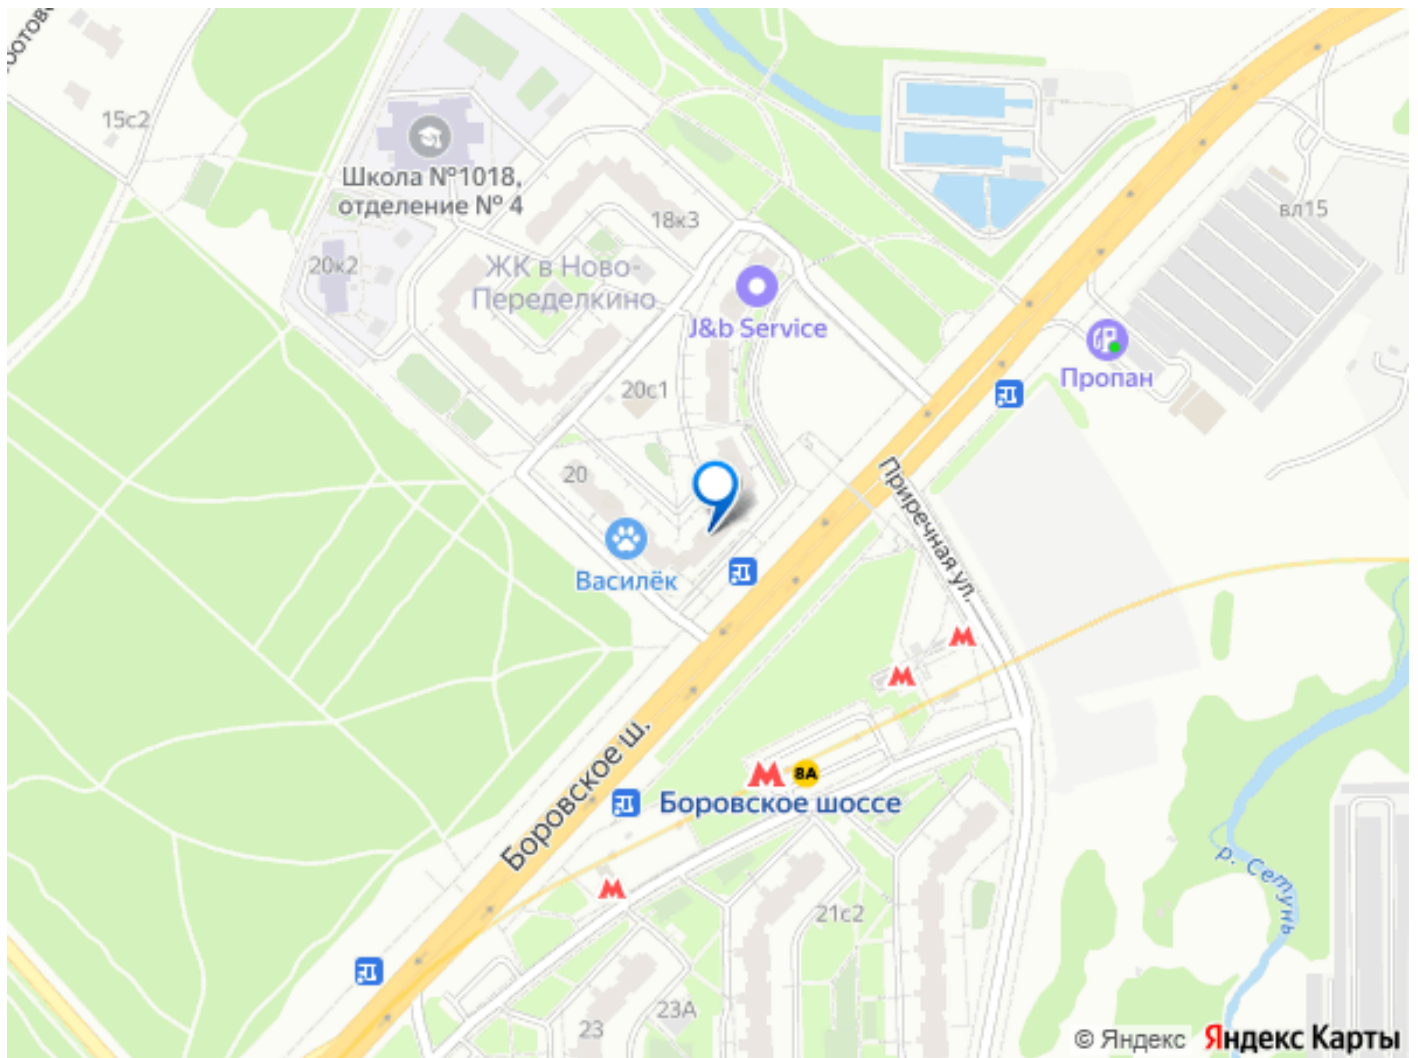 15с2
Школа №1018,
отделение № 4
18к3
вл15
20к2
ЖК в Ново-
Переделкино
J&b Service
Пропан
20с1
20
Приречная ул.
Василёк
Боровское ш.
8А
Боровское шоссе
р. Сетунь
21с2
23А
23
© Яндекс Яндекс Карты